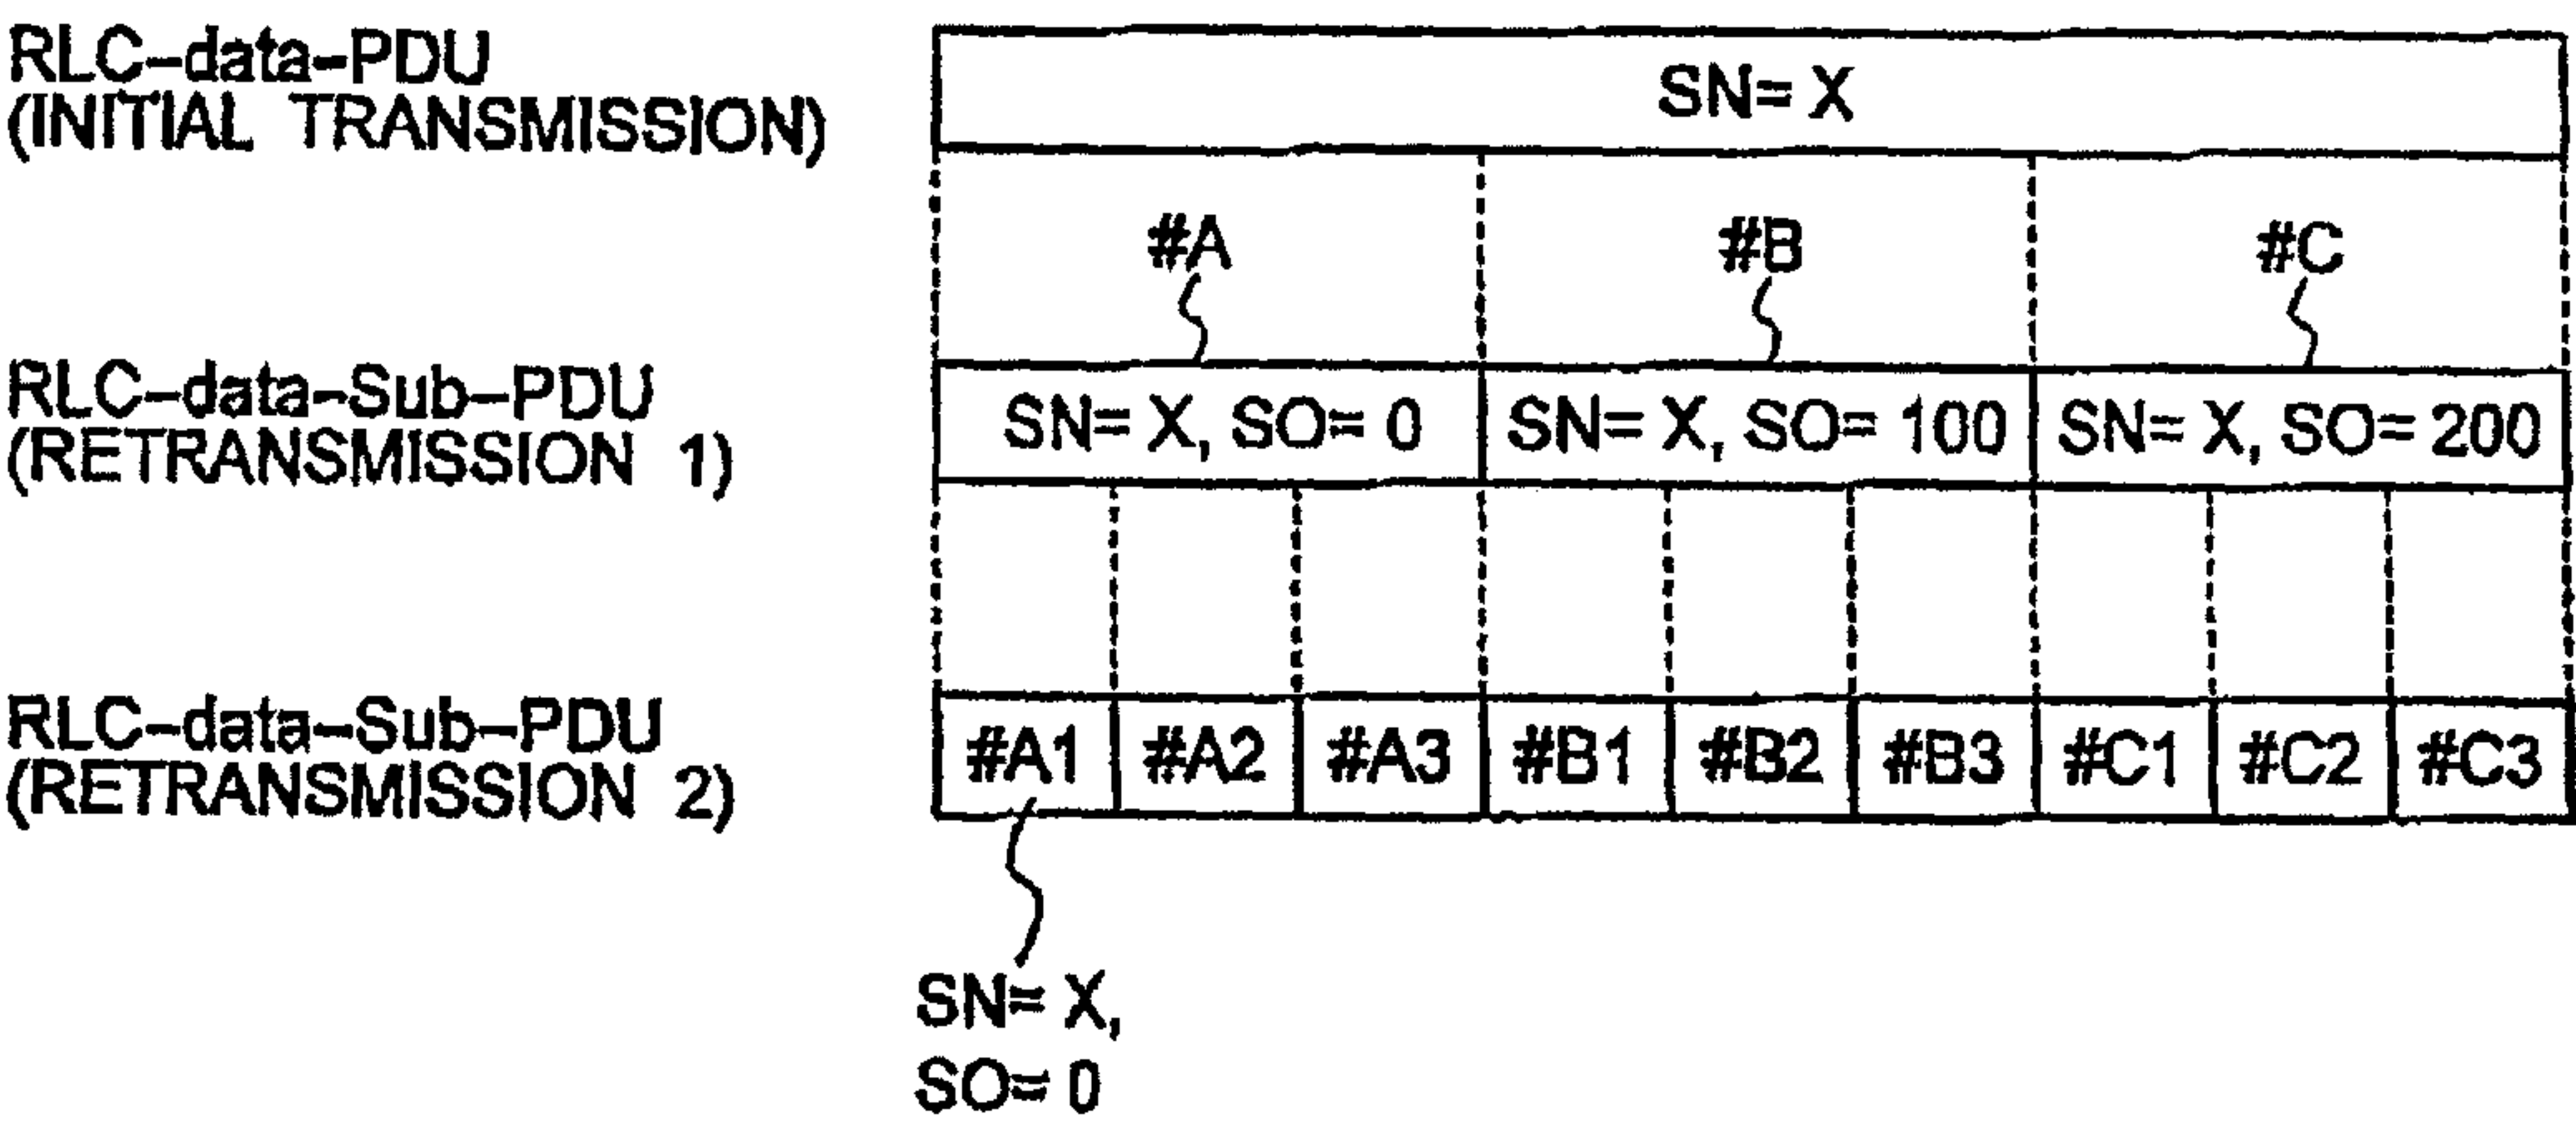 RLC-data-PDU
(INITIAL TRANSMISSION)
SN= X
#A
#B
#C
RLC-data-Sub-PDU
(RETRANSMISSION 1)
SN= X, SO= 0
SN= X, SO= 100
SN= X, SO= 200
RLC-data-Sub-PDU
(RETRANSMISSION 2)
#A1
#A2
#A3
#B1
#B2
#B3
#C1
#C2
#C3
SN= X,
SO= 0